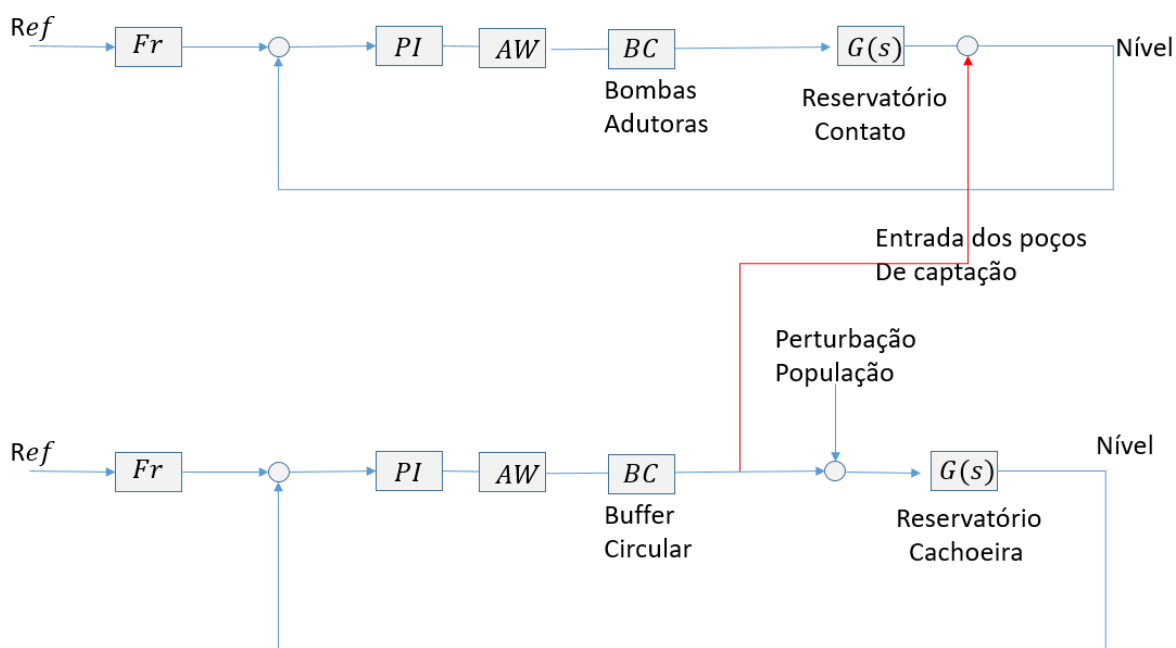 Ref
Fr
PI
AW
BC
G(s)
Nível
Bombas
Adutoras
Reservatório
Contato
Entrada dos poços
De captação
Perturbação
População
Ref
Fr
PI
AW
BC
G(s)
Nível
Buffer
Circular
Reservatório
Cachoeira